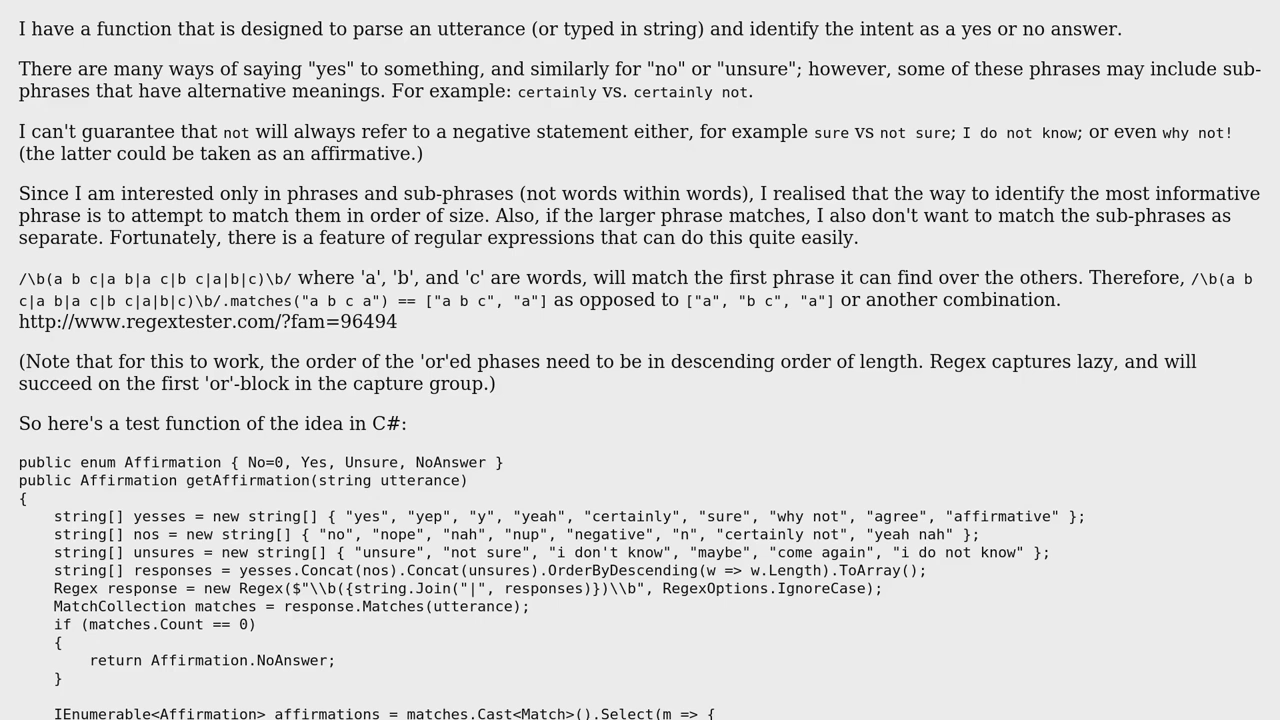 I have a function that is designed to parse an utterance (or typed in string) and identify the intent as a yes or no answer.
There are many ways of saying "yes" to something, and similarly for "no" or "unsure"; however, some of these phrases may include sub-
phrases that have alternative meanings. For example: certainly vs. certainly not.
I can't guarantee that not will always refer to a negative statement either, for example sure vs not sure; I do not know; or even why not!
(the latter could be taken as an affirmative.)
Since I am interested only in phrases and sub-phrases (not words within words), I realised that the way to identify the most informative
phrase is to attempt to match them in order of size. Also, if the larger phrase matches, I also don't want to match the sub-phrases as
separate. Fortunately, there is a feature of regular expressions that can do this quite easily.
/\b(a b c|a b|a c|b c|a|b|c)\b/ where 'a', 'b', and 'c' are words, will match the first phrase it can find over the others. Therefore, /\b(a b
c|a b|a c|b c|a|b|c)\b/.matches("a b c a") == ["a b c", "a"] as opposed to ["a", "b c", "a"] or another combination.
http://www.regextester.com/?fam=96494
(Note that for this to work, the order of the 'or'ed phases need to be in descending order of length. Regex captures lazy, and will
succeed on the first 'or'-block in the capture group.)
So here's a test function of the idea in C#:
public enum Affirmation { No=0, Yes, Unsure, NoAnswer }
public Affirmation getAffirmation(string utterance)
{
    string[] yesses = new string[] { "yes", "yep", "y", "yeah", "certainly", "sure", "why not", "agree", "affirmative" };
    string[] nos = new string[] { "no", "nope", "nah", "nup", "negative", "n", "certainly not", "yeah nah" };
    string[] unsures = new string[] { "unsure", "not sure", "i don't know", "maybe", "come again", "i do not know" };
    string[] responses = yesses.Concat(nos).Concat(unsures).OrderByDescending(w => w.Length).ToArray();
    Regex response = new Regex($"\\b({string.Join("|", responses)})\\b", RegexOptions.IgnoreCase);
    MatchCollection matches = response.Matches(utterance);
    if (matches.Count == 0)
    {
        return Affirmation.NoAnswer;
    }
    IEnumerable<Affirmation> affirmations = matches.Cast<Match>().Select(m => {